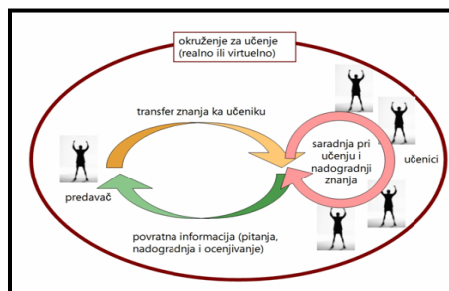 okruženje za učenje
(realno ili virtuelno)
transfer znanja ka učeniku
saradnja pri
učenju i
nadogradnji
znanja
učenici
predavač
povratna informacija (pitanja,
nadogradnja i ocenjivanje)